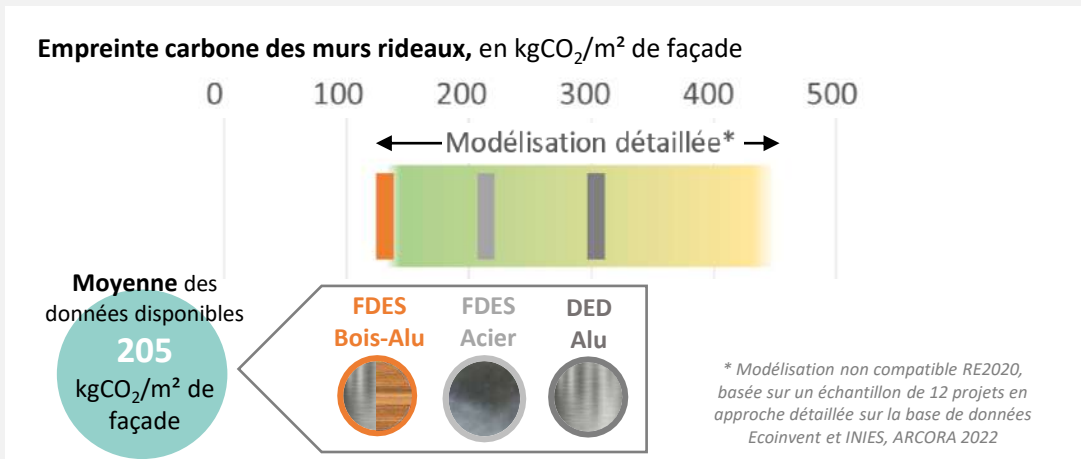 Empreinte carbone des murs rideaux, en kgCO₂/m² de façade
0 100 200 300 400 500
Modélisation détaillée*
Moyenne des
données disponibles
205
kgCO₂/m² de
façade
FDES
Bois-Alu
FDES
Acier
DED
Alu
* Modélisation non compatible RE2020,
basée sur un échantillon de 12 projets en
approche détaillée sur la base de données
Ecoinvent et INIES, ARCORA 2022